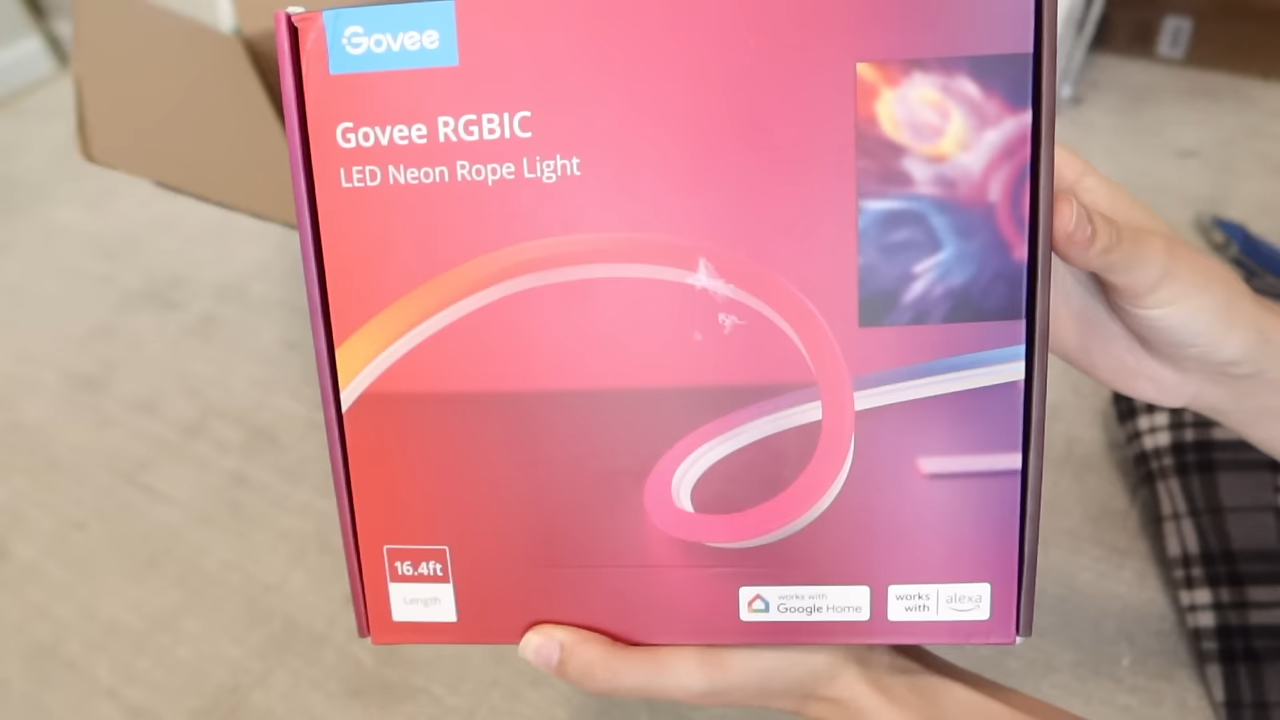 Govee
Govee RGBIC
LED Neon Rope Light
16.4ft
Length
works with
Google Home
works
with
alexa